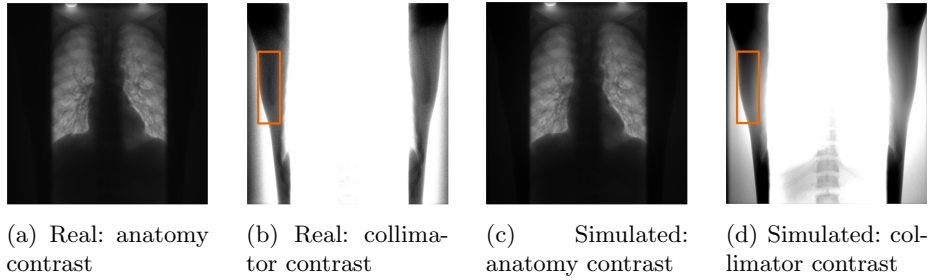 (a) Real: anatomy
contrast
(b) Real: collima-
tor contrast
(c) Simulated:
anatomy contrast
(d) Simulated: col-
limator contrast